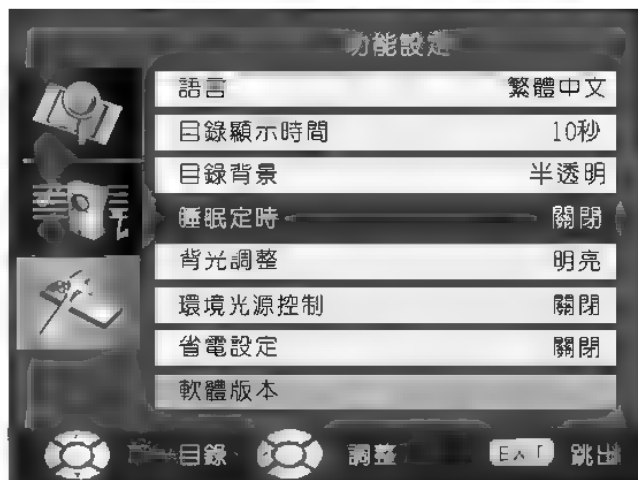 功能設定
語言 繁體中文
目錄顯示時間 10秒
目錄背景 半透明
睡眠定時 關閉
背光調整 明亮
環境光源控制 關閉
省電設定 關閉
軟體版本
目錄 調整 EXIT 跳出